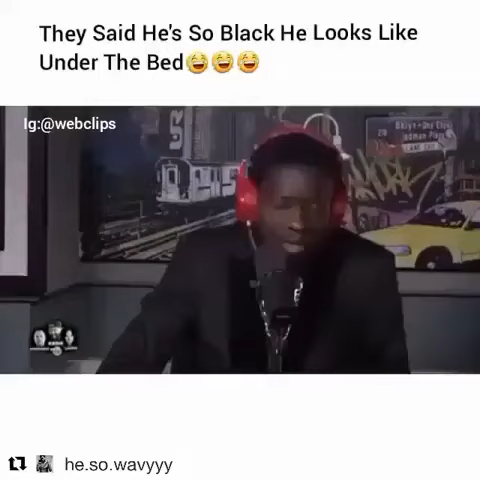 They Said He's So Black He Looks Like
Under The Bed😂😂😂
Ig:@webclips
he.so.wavyyy